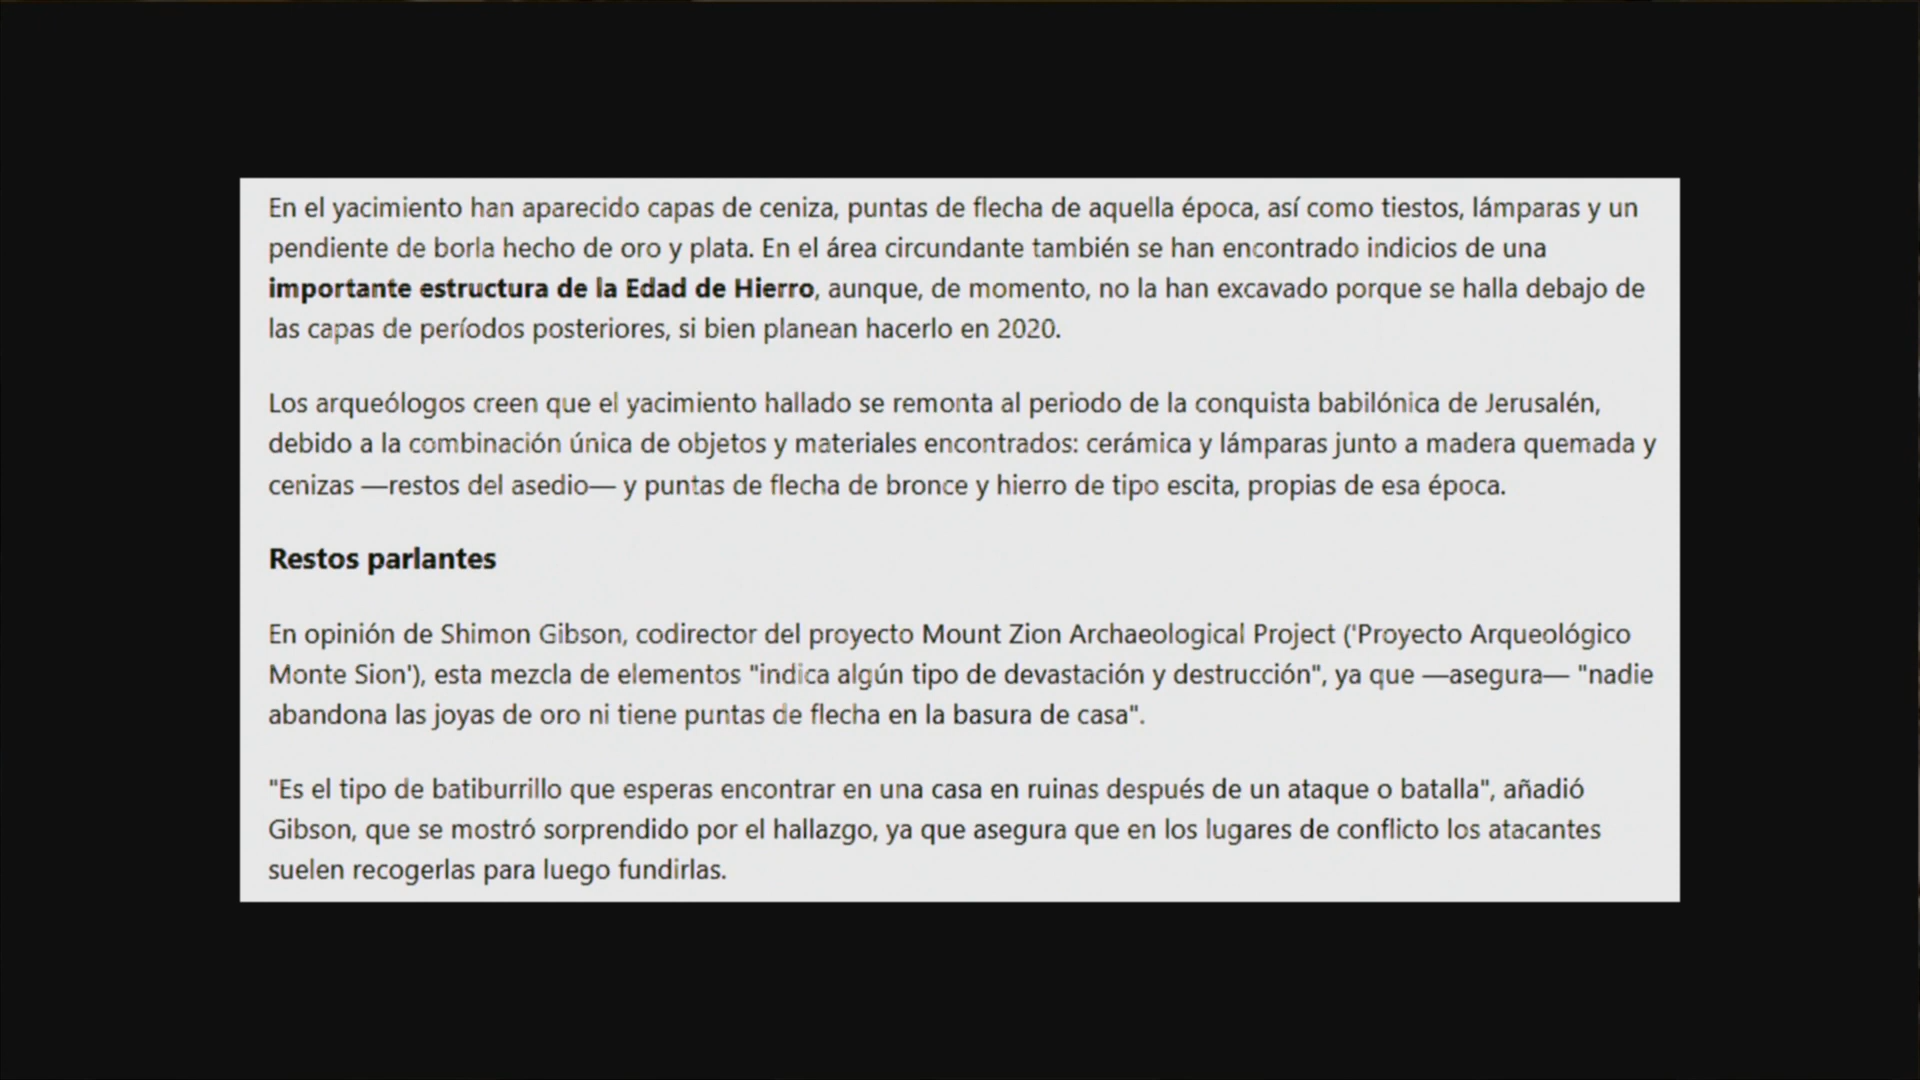 En el yacimiento han aparecido capas de ceniza, puntas de flecha de aquella época, así como tiestos, lámparas y un
pendiente de borla hecho de oro y plata. En el área circundante también se han encontrado indicios de una
importante estructura de la Edad de Hierro, aunque, de momento, no la han excavado porque se halla debajo de
las capas de períodos posteriores, si bien planean hacerlo en 2020.
Los arqueólogos creen que el yacimiento hallado se remonta al periodo de la conquista babilónica de Jerusalén,
debido a la combinación única de objetos y materiales encontrados: cerámica y lámparas junto a madera quemada y
cenizas —restos del asedio— y puntas de flecha de bronce y hierro de tipo escita, propias de esa época.
Restos parlantes
En opinión de Shimon Gibson, codirector del proyecto Mount Zion Archaeological Project ('Proyecto Arqueológico
Monte Sion'), esta mezcla de elementos "indica algún tipo de devastación y destrucción", ya que —asegura— "nadie
abandona las joyas de oro ni tiene puntas de flecha en la basura de casa".
"Es el tipo de batiburrillo que esperas encontrar en una casa en ruinas después de un ataque o batalla", añadió
Gibson, que se mostró sorprendido por el hallazgo, ya que asegura que en los lugares de conflicto los atacantes
suelen recogerlas para luego fundirlas.